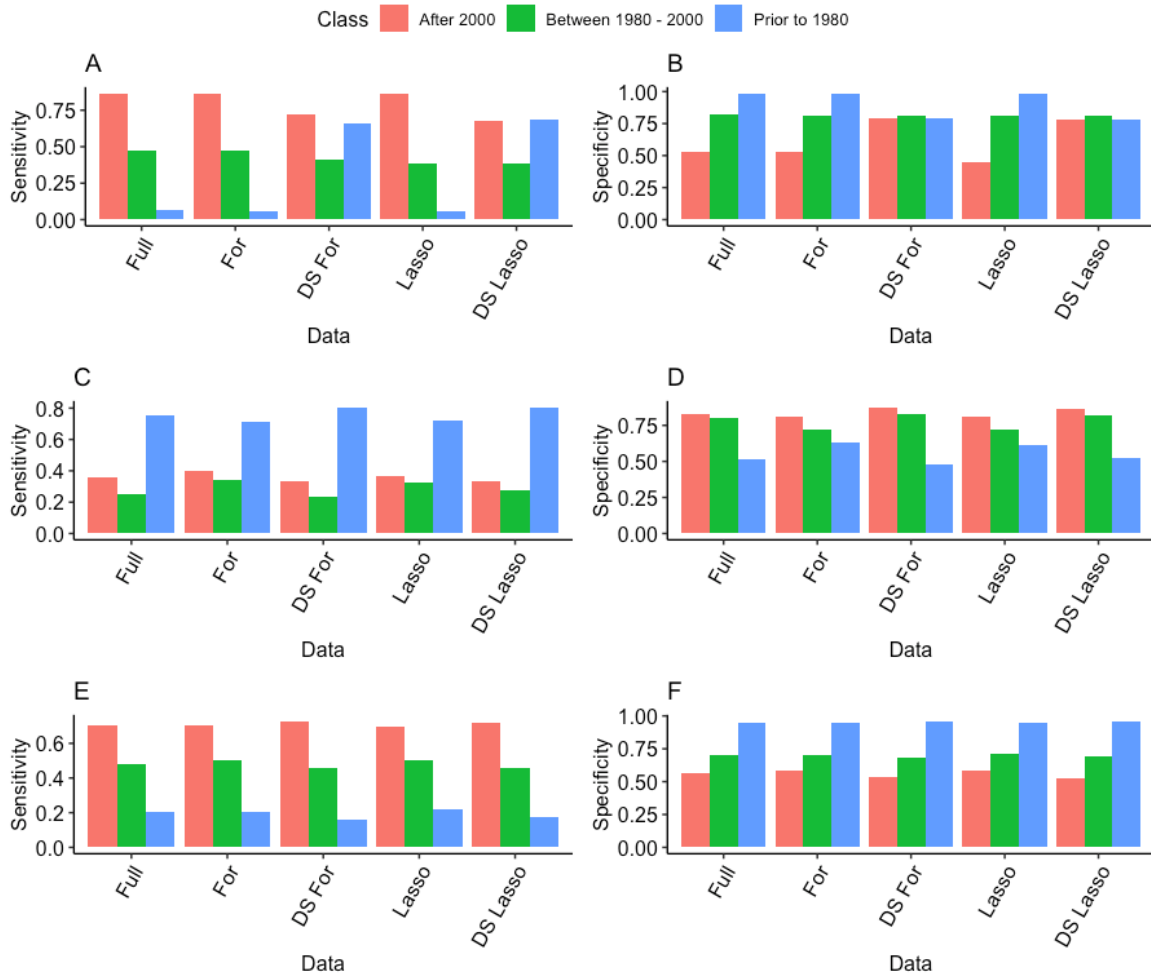 Class After 2000 Between 1980 - 2000 Prior to 1980
A
Sensitivity
0.75
0.50
0.25
0.00
Full For DS For Lasso DS Lasso
Data
B
Specificity
1.00
0.75
0.50
0.25
0.00
Full For DS For Lasso DS Lasso
Data
C
Sensitivity
0.8
0.6
0.4
0.2
0.0
Full For DS For Lasso DS Lasso
Data
D
Specificity
0.75
0.50
0.25
0.00
Full For DS For Lasso DS Lasso
Data
E
Sensitivity
0.6
0.4
0.2
0.0
Full For DS For Lasso DS Lasso
Data
F
Specificity
1.00
0.75
0.50
0.25
0.00
Full For DS For Lasso DS Lasso
Data